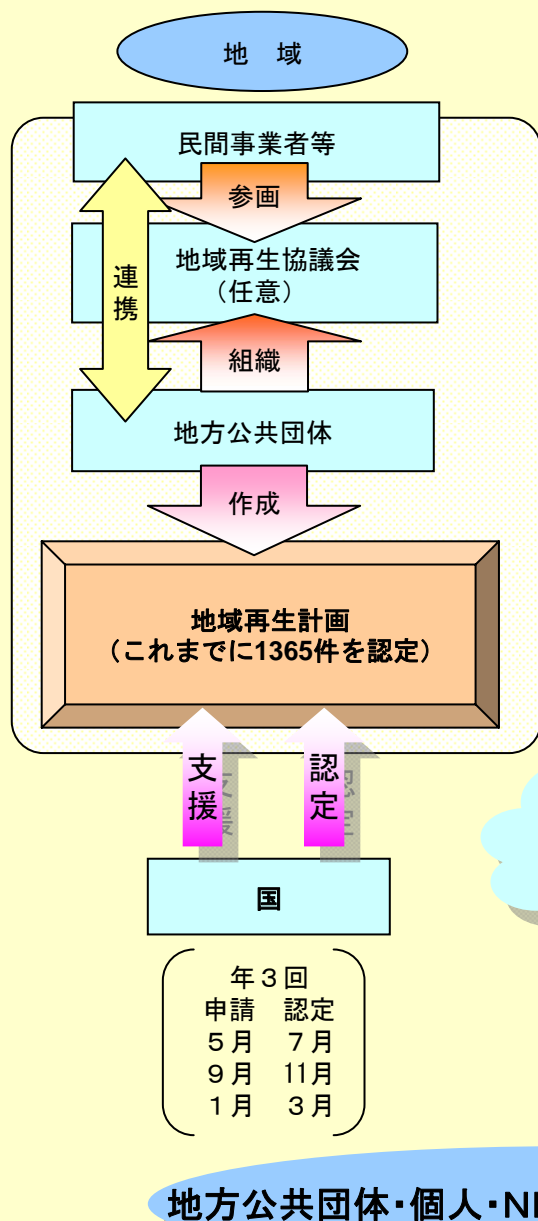 地　域
民間事業者等
参画
地域再生協議会
（任意）
連携
組織
地方公共団体
作成
地域再生計画
（これまでに1365件を認定）
支援
認定
国
年３回
申請　認定
５月　７月
９月　11月
１月　３月
地方公共団体・個人・